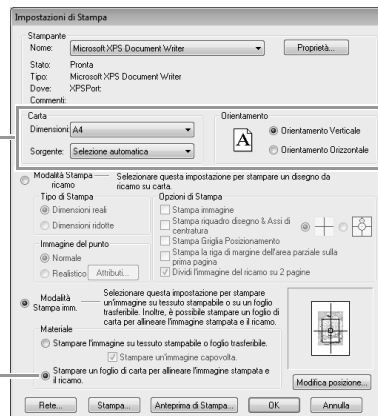 Impostazioni di Stampa
Stampante
Nome: Microsoft XPS Document Writer Proprietà...
Stato: Pronta
Tipo: Microsoft XPS Document Writer
Dove: XPSPort:
Commenti:
Carta
Dimensioni: A4
Sorgente: Selezione automatica
Orientamento
A
Orientamento Verticale
Orientamento Orizzontale
Modalità Stampa ricamo
Selezionare questa impostazione per stampare un disegno da
ricamo su carta.
Tipo di Stampa
Dimensioni reali
Dimensioni ridotte
Immagine del punto
Normale
Realistico Attributi...
Opzioni di Stampa
Stampa immagine
Stampa riquadro disegno & Assi di
centratura
Stampa Griglia Posizionamento
Stampa la riga di margine dell'area parziale sulla
prima pagina
Dividi l'immagine del ricamo su 2 pagine
Modalità
Stampa imm.
Selezionare questa impostazione per stampare
un'immagine su tessuto stampabile o su un foglio
trasferibile. Inoltre, è possibile stampare un foglio di
carta per allineare l'immagine stampata e il ricamo.
Materiale
Stampare l'immagine su tessuto stampabile o foglio trasferibile.
Stampare un'immagine capovolta.
Stampare un foglio di carta per allineare l'immagine stampata e
il ricamo.
Modifica posizione...
Rete... Stampa... Anteprima di Stampa... OK Annulla